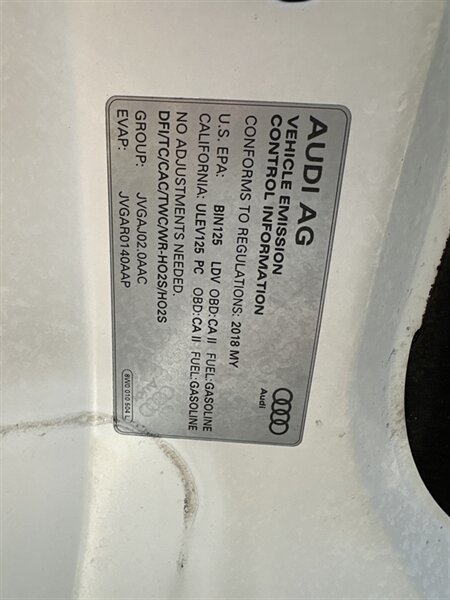 AUDI AG
VEHICLE EMISSION
CONTROL INFORMATION
Audi
CONFORMS TO REGULATIONS: 2018 MY
U.S. EPA: BIN125 LDV OBD:CA II FUEL:GASOLINE
CALIFORNIA: ULEV125 PC OBD:CA II FUEL:GASOLINE
NO ADJUSTMENTS NEEDED.
DFI/TC/CAC/TWC/WR-HO2S/HO2S
GROUP: JVGAJ02.0AAC
EVAP: JVGAR0140AAP
8W0 010 504 L